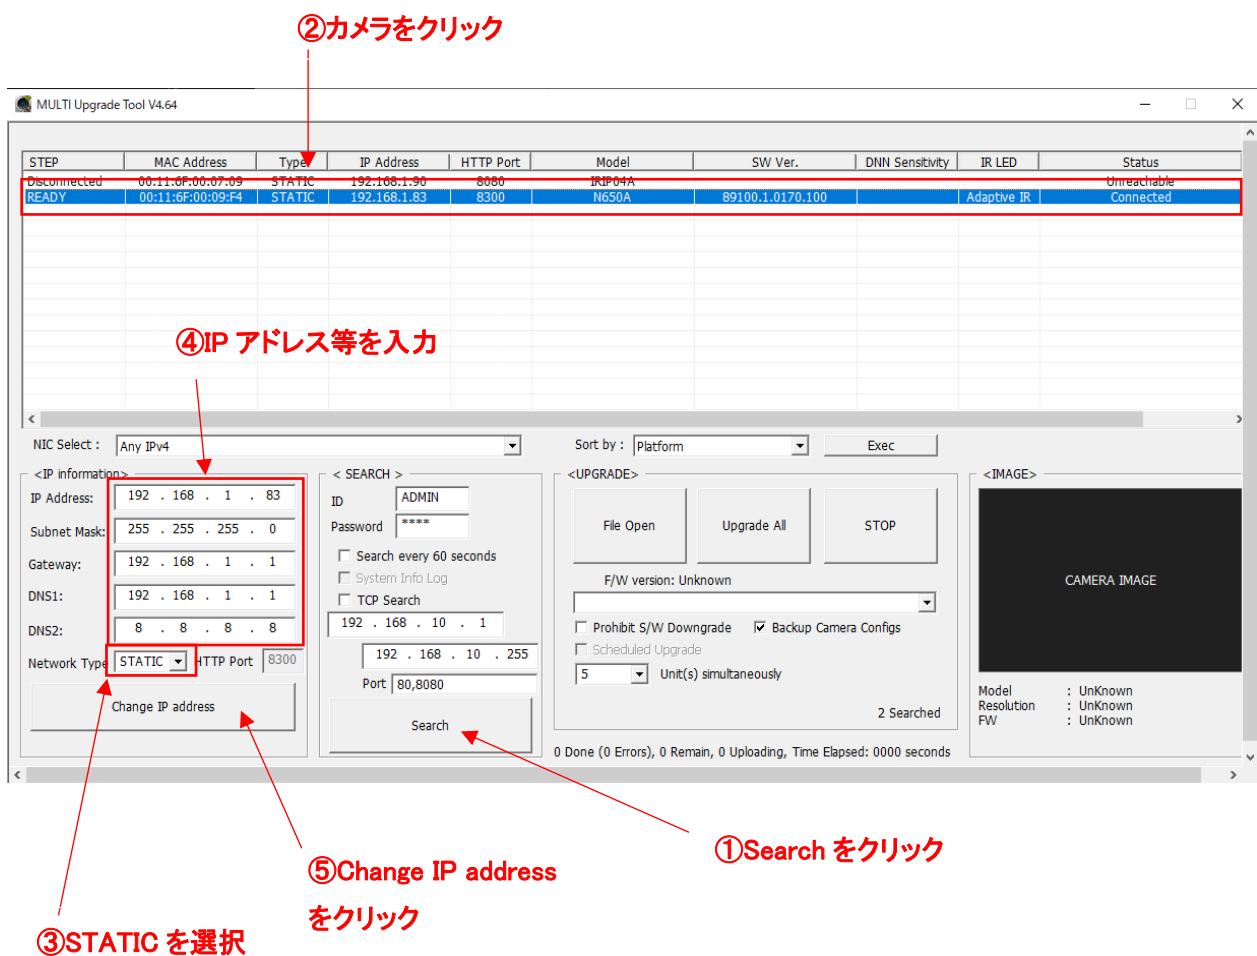 ②カメラをクリック
MULTI Upgrade Tool V4.64
STEP MAC Address Type IP Address HTTP Port Model SW Ver. DNN Sensitivity IR LED Status
Disconnected 00:11:6F:00:07:09 STATIC 192.168.1.90 8080 IRIP04A Unreachable
READY 00:11:6F:00:09:F4 STATIC 192.168.1.83 8300 N650A 89100.1.0170.100 Adaptive IR Connected
④IP アドレス等を入力
NIC Select : Any IPv4 Sort by : Platform Exec
<IP information> < SEARCH > <UPGRADE> <IMAGE>
IP Address: 192 . 168 . 1 . 83
Subnet Mask: 255 . 255 . 255 . 0
Gateway: 192 . 168 . 1 . 1
DNS1: 192 . 168 . 1 . 1
DNS2: 8 . 8 . 8 . 8
Network Type STATIC HTTP Port 8300
Change IP address
ID ADMIN
Password ****
Search every 60 seconds
System Info Log
TCP Search
192 . 168 . 10 . 1
192 . 168 . 10 . 255
Port 80,8080
Search
File Open Upgrade All STOP
F/W version: Unknown
Prohibit S/W Downgrade Backup Camera Configs
Scheduled Upgrade
5 Unit(s) simultaneously
2 Searched
0 Done (0 Errors), 0 Remain, 0 Uploading, Time Elapsed: 0000 seconds
CAMERA IMAGE
Model : UnKnown
Resolution : UnKnown
FW : UnKnown
①Search をクリック
⑤Change IP address
をクリック
③STATIC を選択